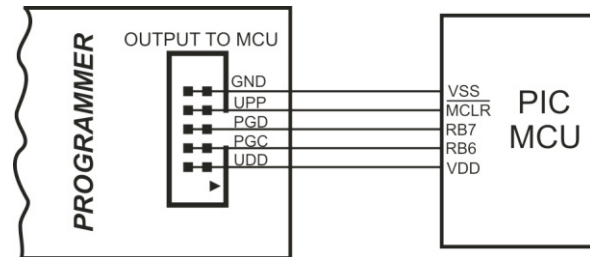 PROGRAMMER
OUTPUT TO MCU
GND
UPP
PGD
PGC
UDD
VSS
MCLR
RB7
RB6
VDD
PIC
MCU